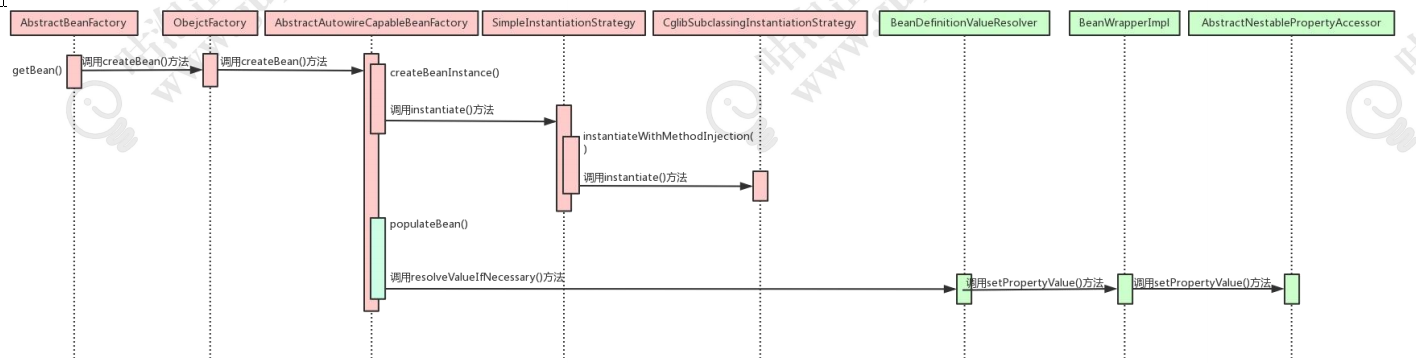 AbstractBeanFactory
ObejctFactory
AbstractAutowireCapableBeanFactory
SimpleInstantiationStrategy
CglibSubclassingInstantiationStrategy
BeanDefinitionValueResolver
BeanWrapperImpl
AbstractNestablePropertyAccessor
getBean()
调用createBean()方法
调用createBean()方法
createBeanInstance()
调用instantiate()方法
instantiateWithMethodInjection(
)
调用instantiate()方法
populateBean()
调用resolveValueIfNecessary()方法
调用setPropertyValue()方法
调用setPropertyValue()方法